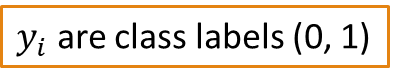 𝑦ᵢ are class labels (0, 1)